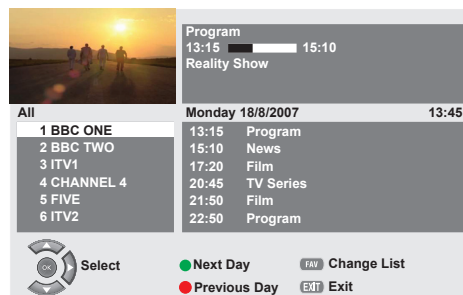 Program
13:15 15:10
Reality Show
All Monday 18/8/2007 13:45
1 BBC ONE
2 BBC TWO
3 ITV1
4 CHANNEL 4
5 FIVE
6 ITV2
13:15 Program
15:10 News
17:20 Film
20:45 TV Series
21:50 Film
22:50 Program
OK Select
Next Day
FAV Change List
Previous Day
EXIT Exit